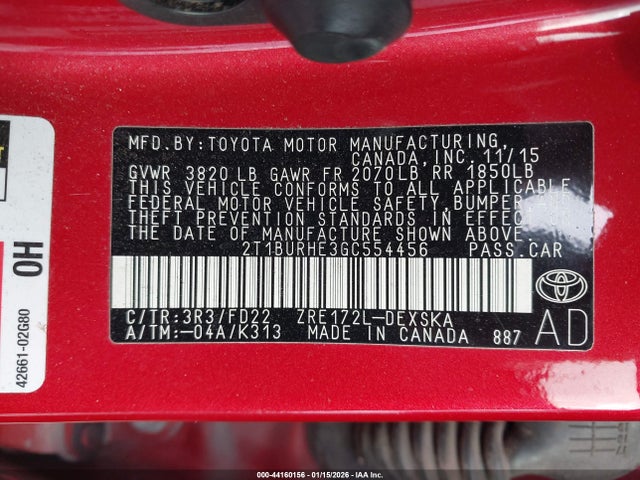 MFD. BY: TOYOTA MOTOR MANUFACTURING,
CANADA, INC. 11/15
GVWR 3820 LB GAWR FR 2070LB RR 1850LB
THIS VEHICLE CONFORMS TO ALL APPLICABLE
FEDERAL MOTOR VEHICLE SAFETY, BUMPER, AND
THEFT PREVENTION STANDARDS IN EFFECT ON
THE DATE OF MANUFACTURE SHOWN ABOVE.
2T1BURHE3GC554456 PASS.CAR
C/TR:3R3/FD22 ZRE172L-DEXSKA
A/TM:-04A/K313 MADE IN CANADA 887
AD
0H
42661-02G80
000-44160156 - 01/15/2026 - IAA Inc.